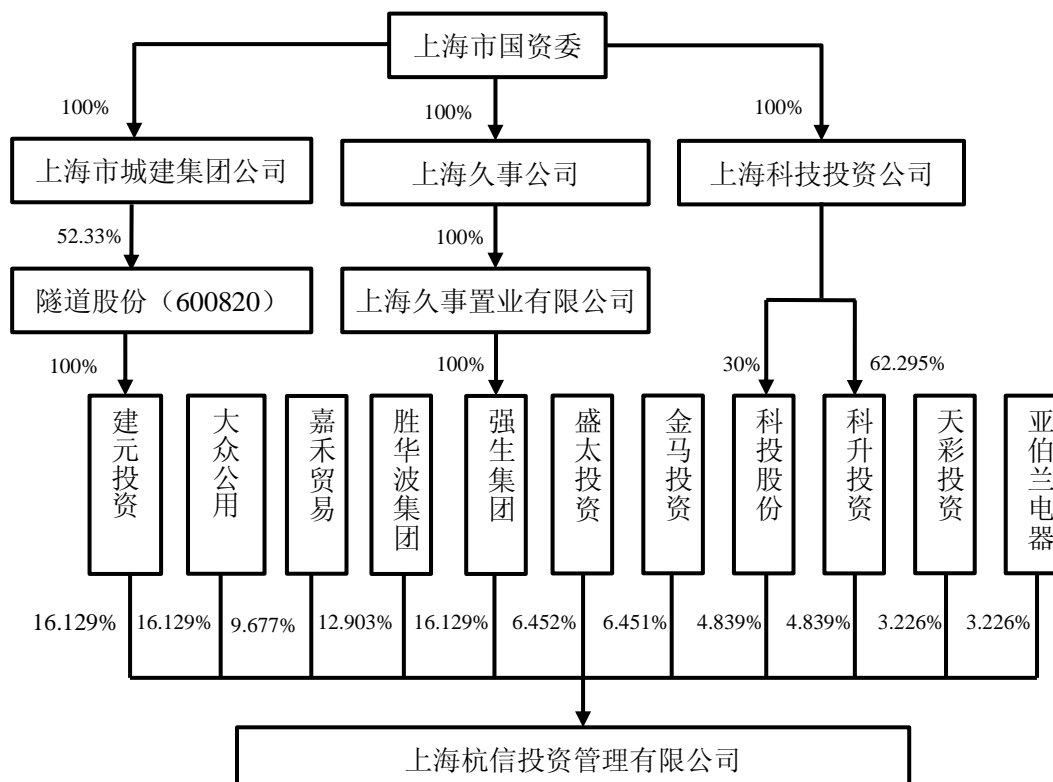 上海市国资委
100%
100%
100%
上海市城建集团公司
上海久事公司
上海科技投资公司
52.33%
100%
隧道股份（600820）
上海久事置业有限公司
100%
100%
30%
62.295%
建元投资
大众公用
嘉禾贸易
胜华波集团
强生集团
盛太投资
金马投资
科投股份
科升投资
天彩投资
亚伯兰电器
16.129%
16.129%
9.677%
12.903%
16.129%
6.452%
6.451%
4.839%
4.839%
3.226%
3.226%
上海杭信投资管理有限公司